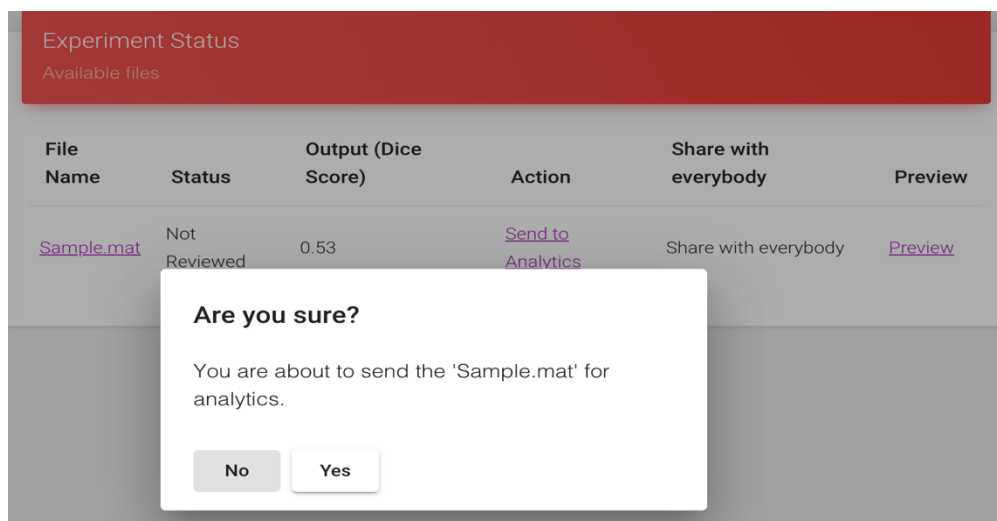 Experiment Status
Available files
File Name
Status
Output (Dice Score)
Action
Share with everybody
Preview
Sample.mat
Not Reviewed
0.53
Send to Analytics
Share with everybody
Preview
Are you sure?
You are about to send the 'Sample.mat' for
analytics.
No
Yes